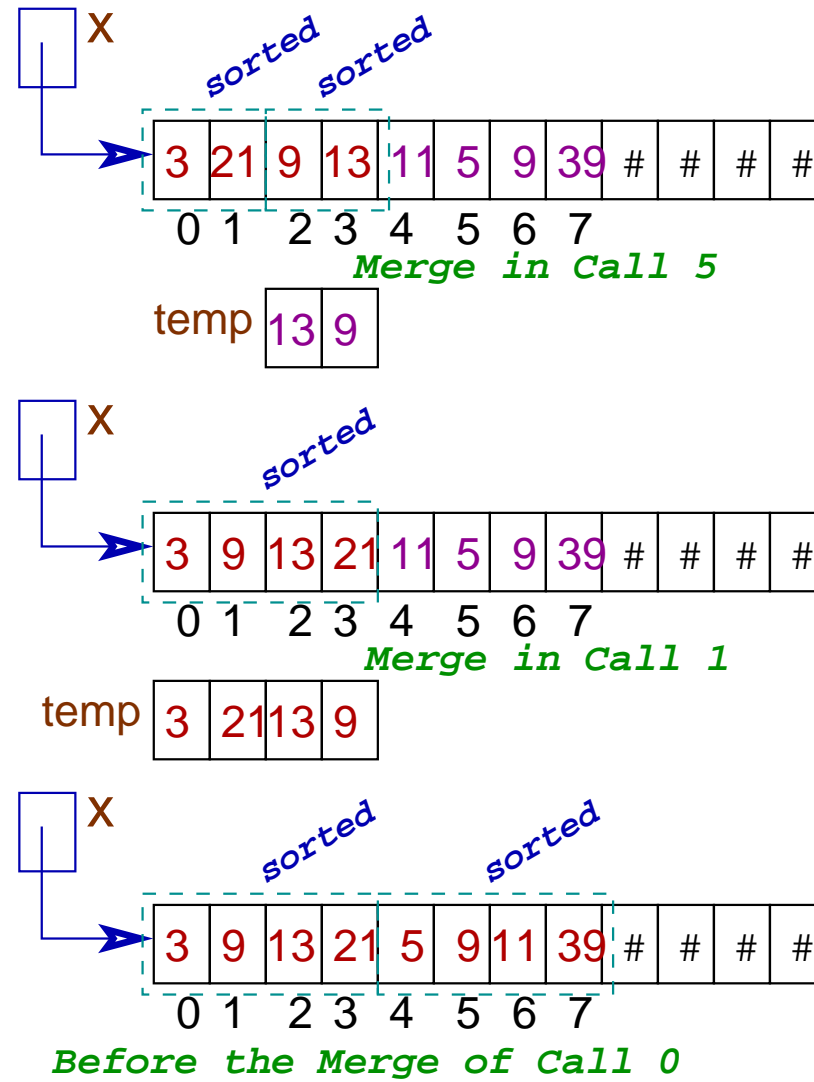 X
sorted sorted
3 21 9 13 11 5 9 39 # # # #
0 1 2 3 4 5 6 7
Merge in Call 5
temp 13 9
X
sorted
3 9 13 21 11 5 9 39 # # # #
0 1 2 3 4 5 6 7
Merge in Call 1
temp 3 21 13 9
X
sorted sorted
3 9 13 21 5 9 11 39 # # # #
0 1 2 3 4 5 6 7
Before the Merge of Call 0